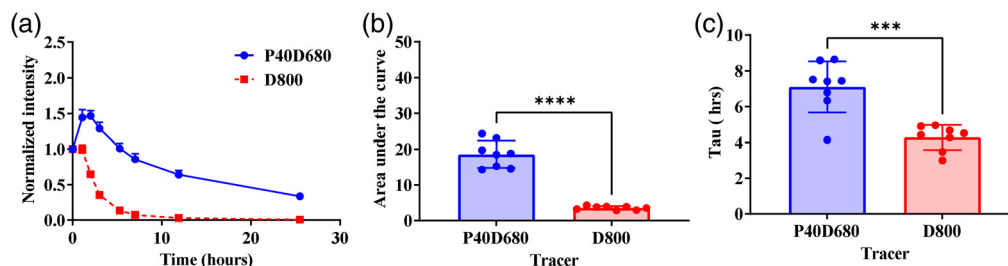 (a)
Normalized intensity
2.5
2.0
1.5
1.0
0.5
0.0
0
10
20
30
Time (hours)
P40D680
D800
(b)
Area under the curve
50
40
30
20
10
0
****
P40D680
D800
Tracer
(c)
Tau ( hrs)
10
8
6
4
2
0
***
P40D680
D800
Tracer